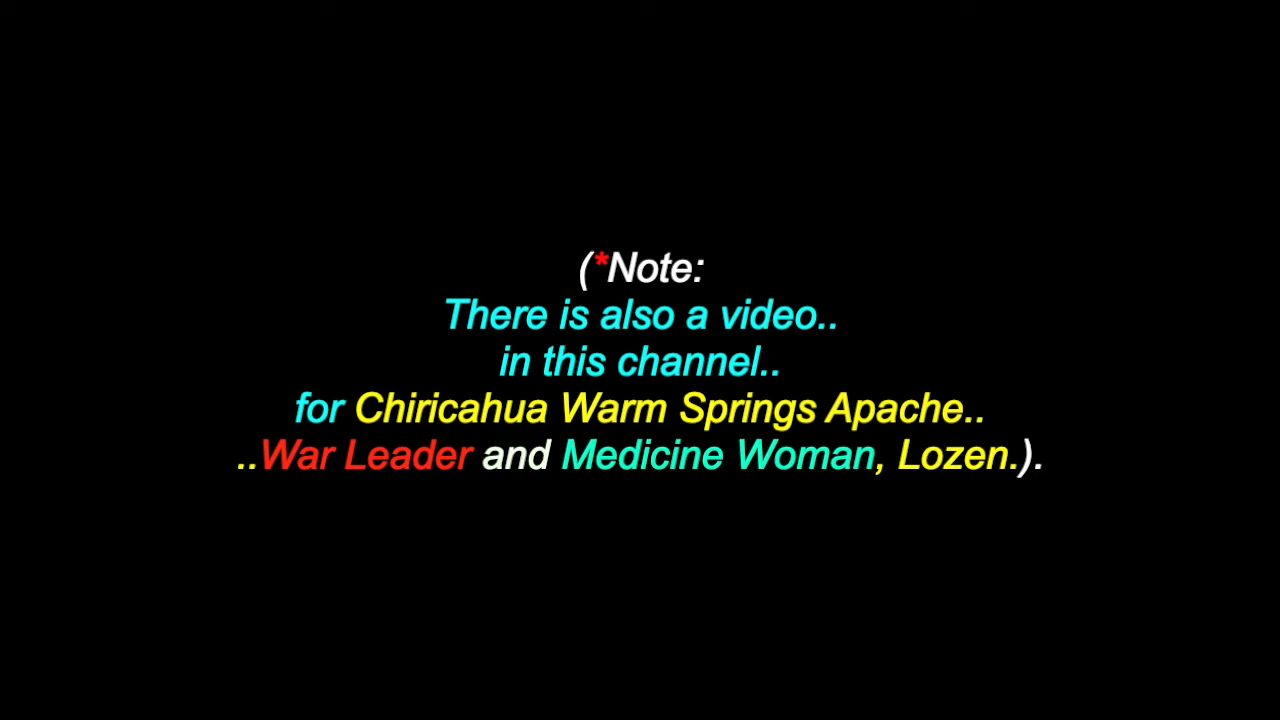 (*Note:
There is also a video..
in this channel..
for Chiricahua Warm Springs Apache..
..War Leader and Medicine Woman, Lozen.).